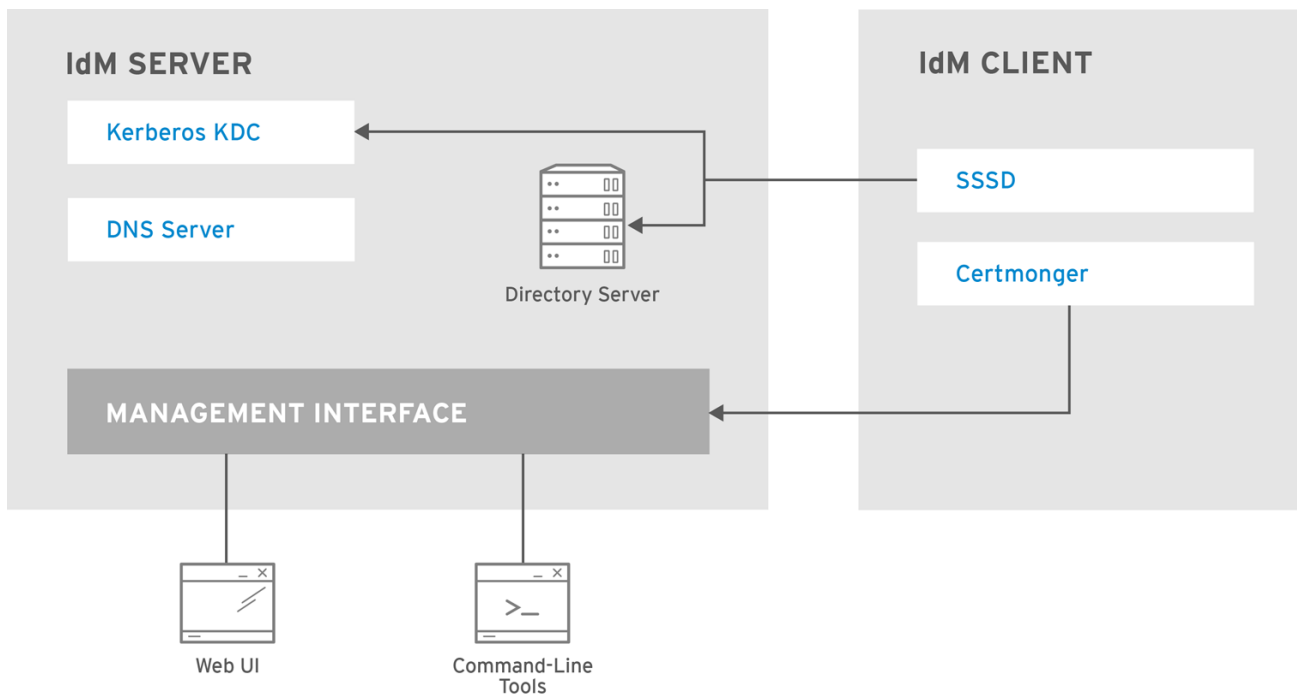 IdM SERVER
Kerberos KDC
DNS Server
Directory Server
MANAGEMENT INTERFACE
Web UI
Command-Line
Tools
IdM CLIENT
SSSD
Certmonger